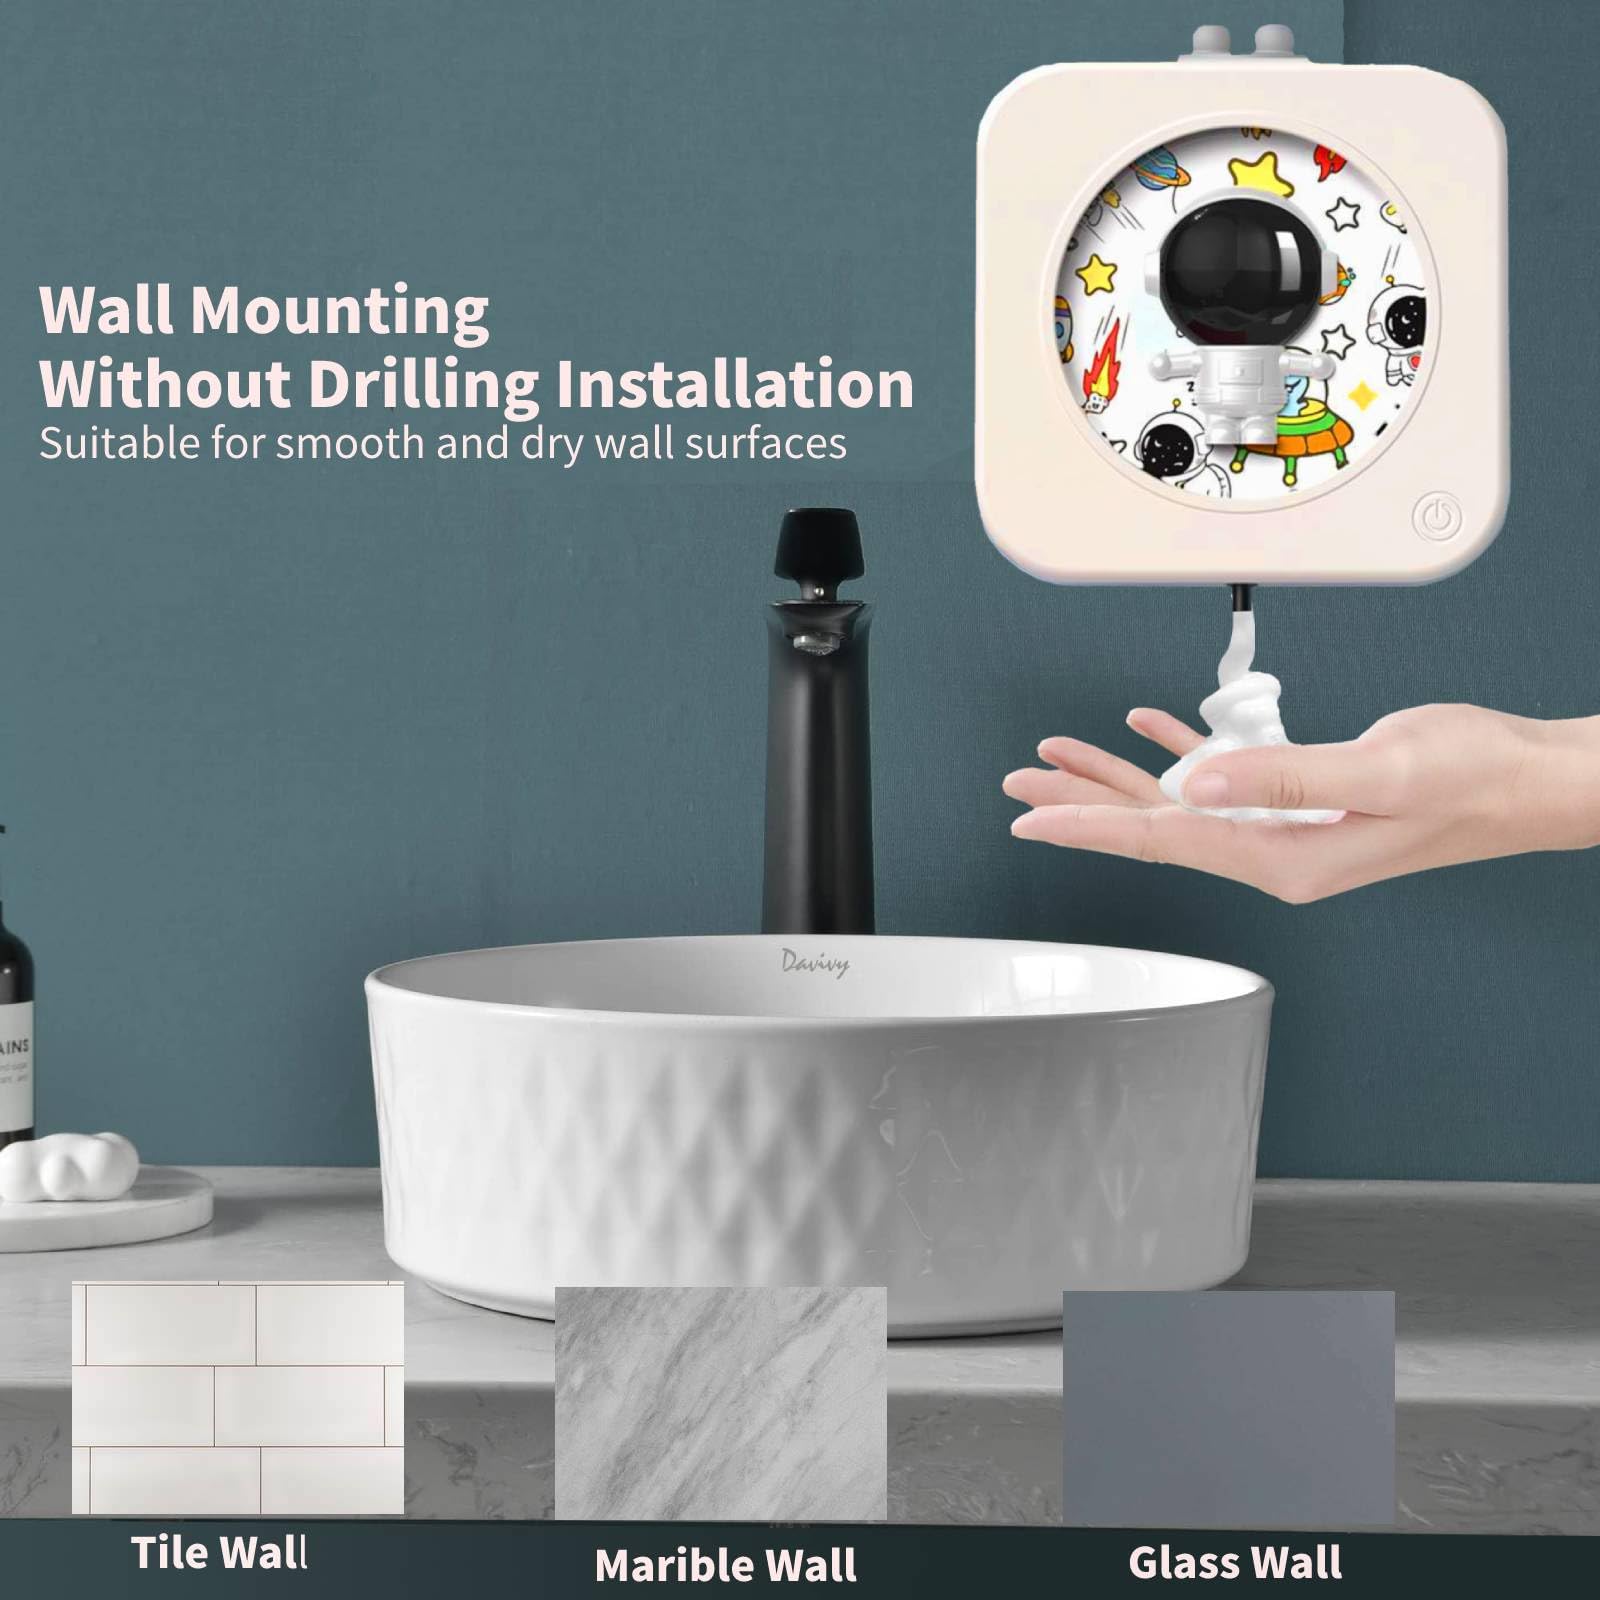 Wall Mounting
Without Drilling Installation
Suitable for smooth and dry wall surfaces
Davivy
AINS
Tile Wall
Marible Wall
Glass Wall